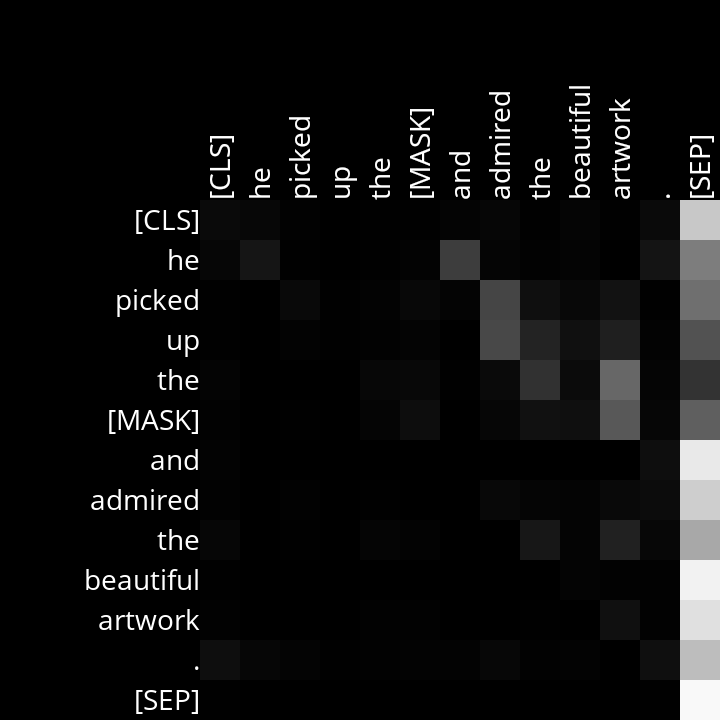 [CLS] he picked up the [MASK] and admired the beautiful artwork . [SEP]
[CLS]
he
picked
up
the
[MASK]
and
admired
the
beautiful
artwork
.
[SEP]